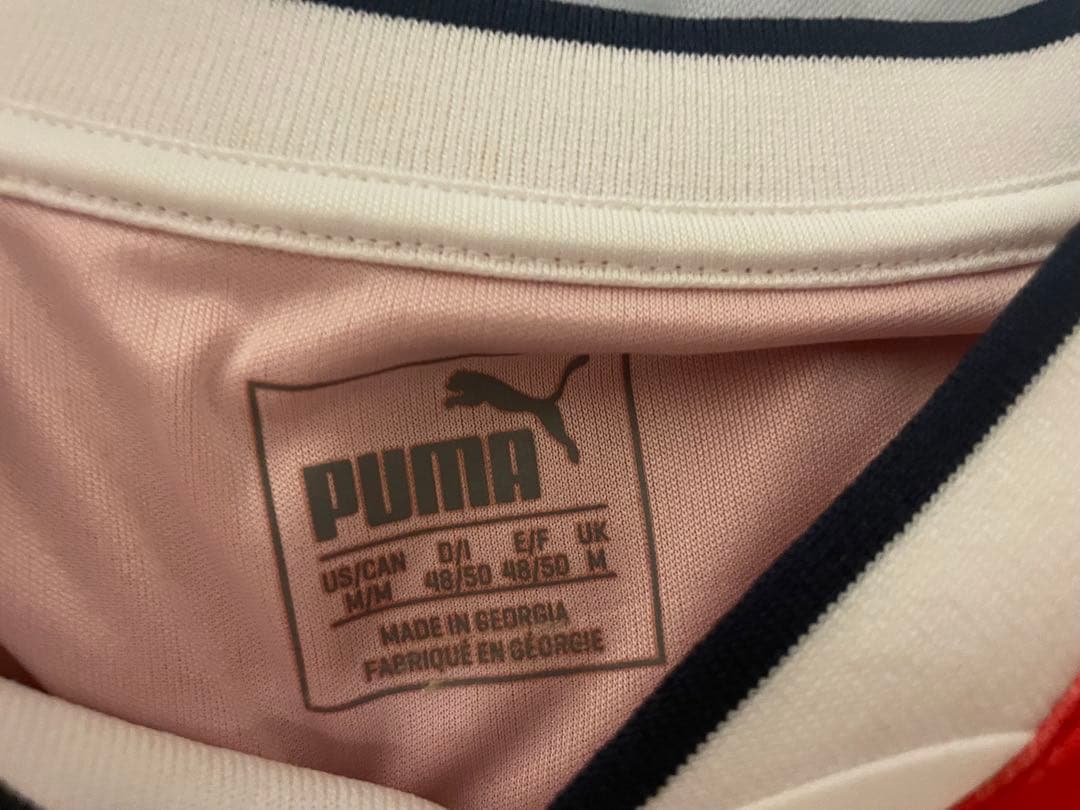 PUMA
US/CAN D/I E/F UK
M/M 48/50 48/50 M
MADE IN GEORGIA
FABRIQUÉ EN GÉORGIE